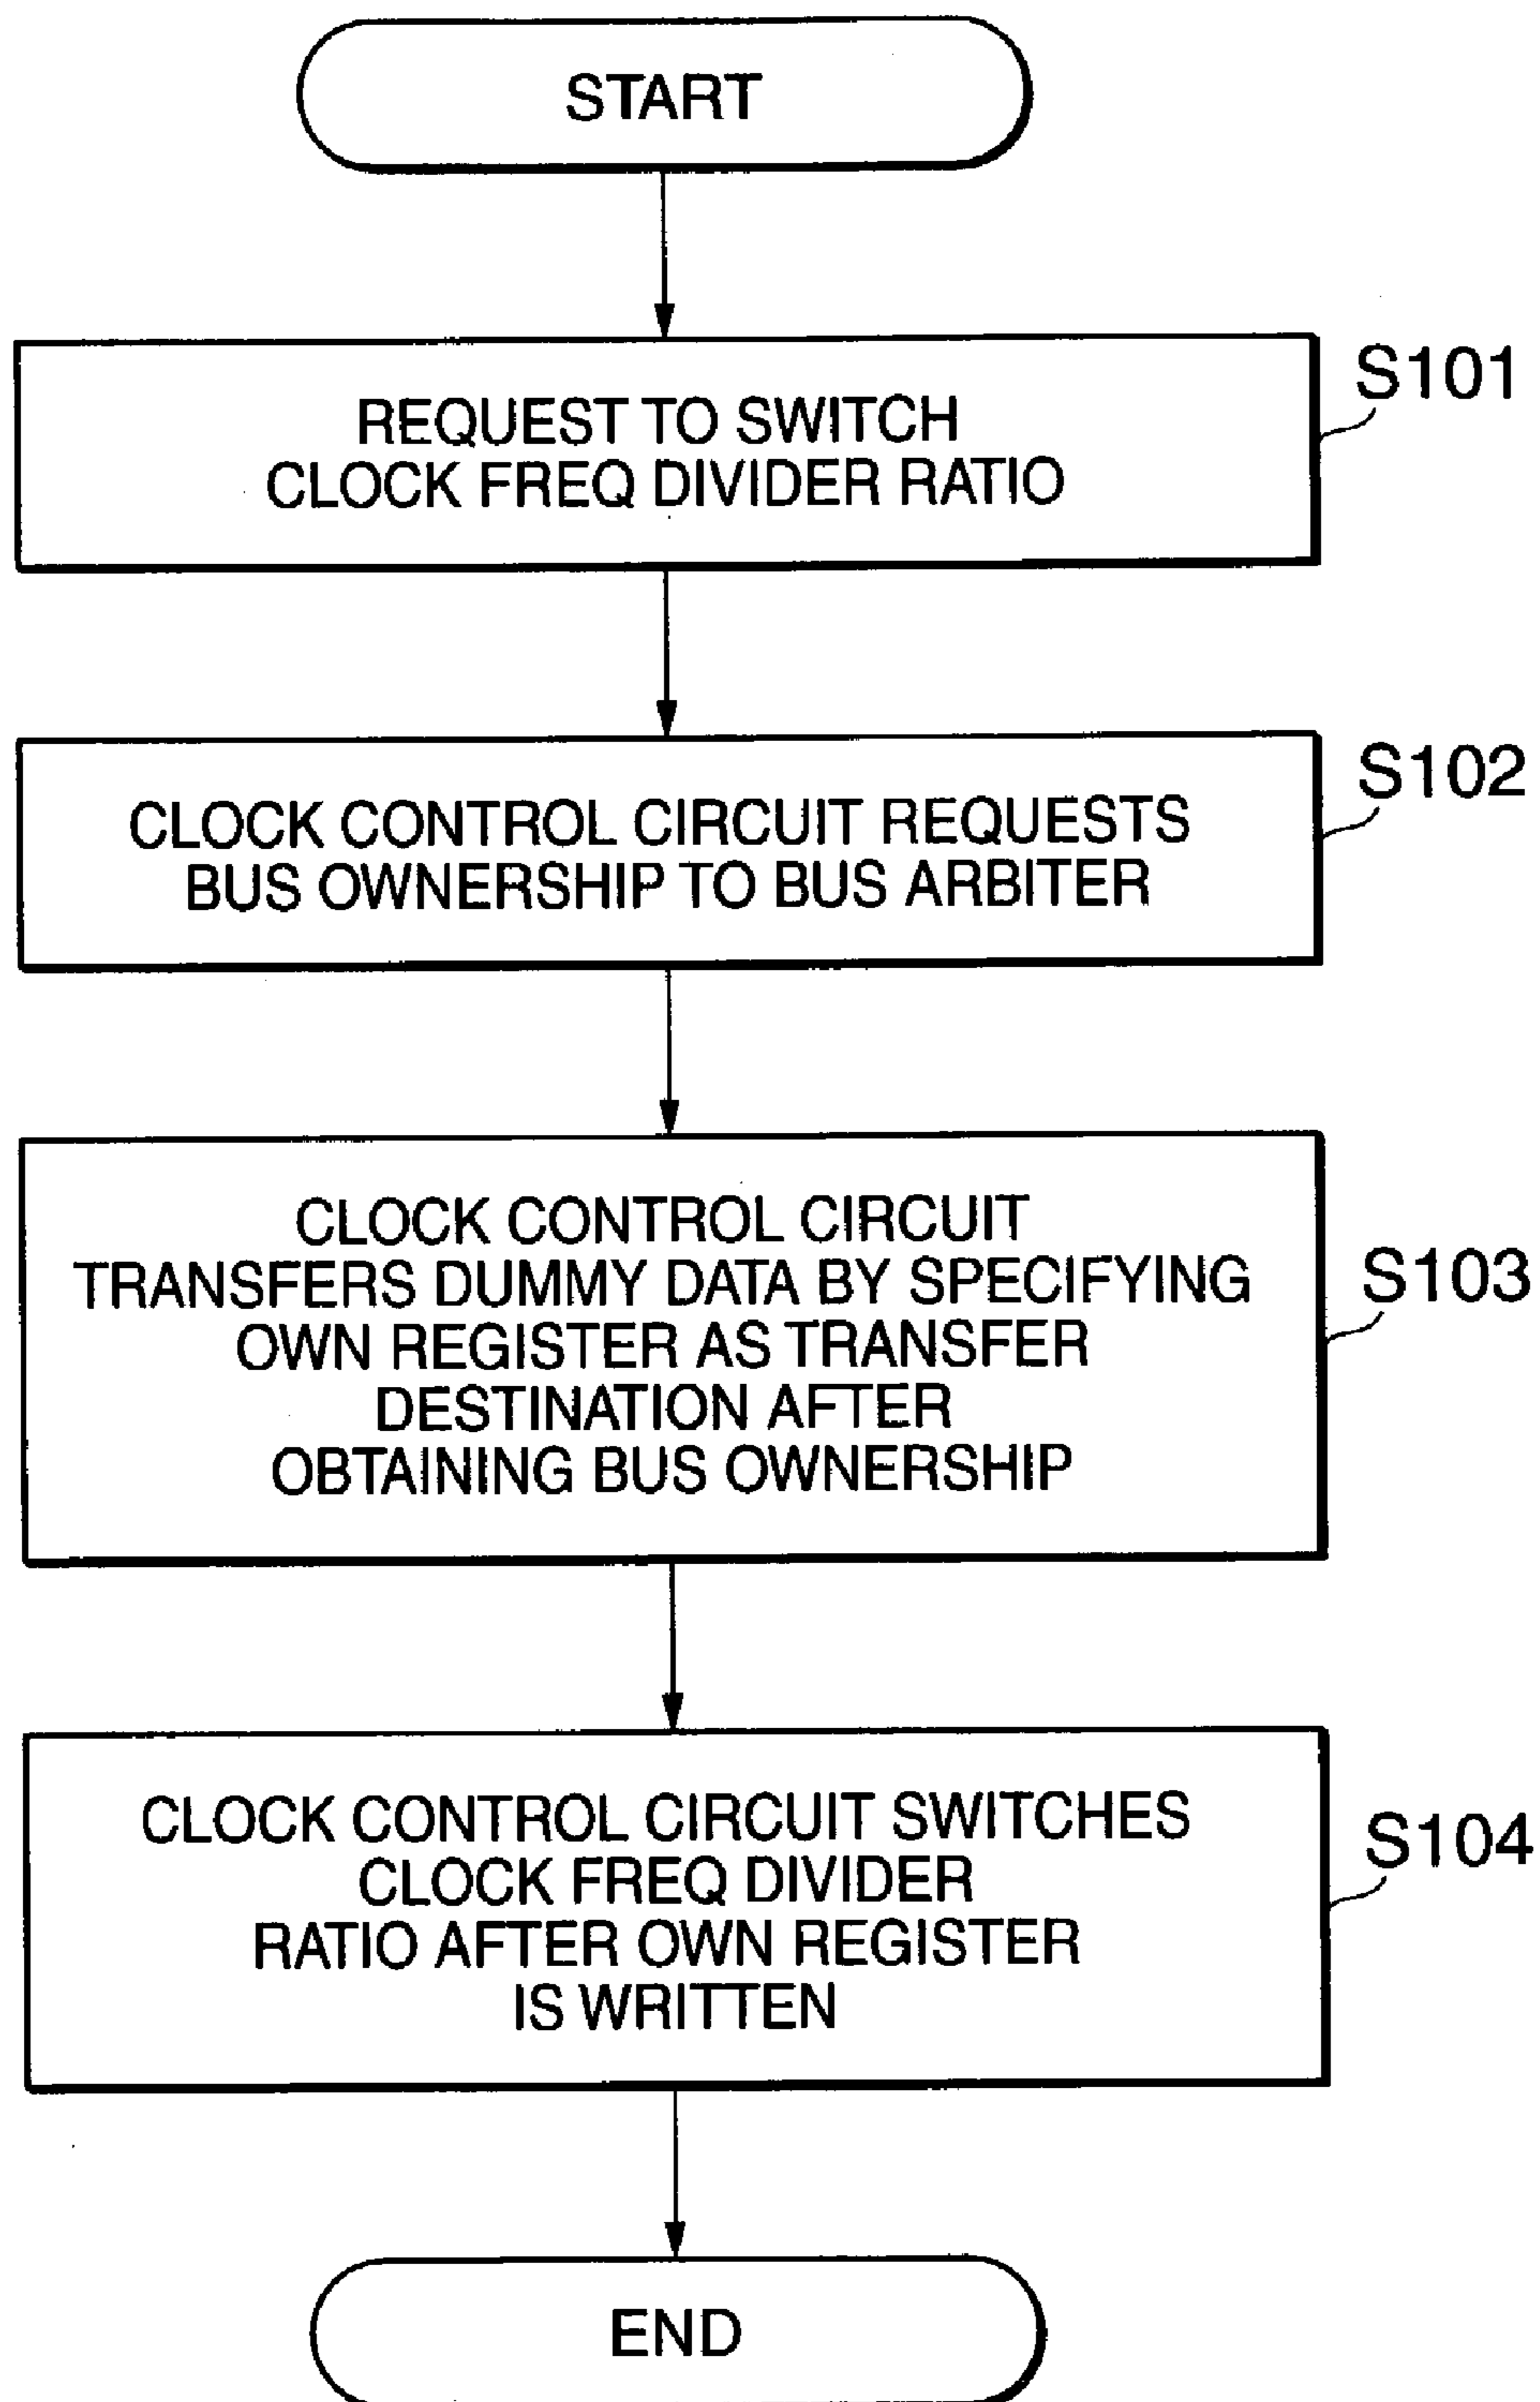 START
S101
REQUEST TO SWITCH
CLOCK FREQ DIVIDER RATIO
S102
CLOCK CONTROL CIRCUIT REQUESTS
BUS OWNERSHIP TO BUS ARBITER
S103
CLOCK CONTROL CIRCUIT
TRANSFERS DUMMY DATA BY SPECIFYING
OWN REGISTER AS TRANSFER
DESTINATION AFTER
OBTAINING BUS OWNERSHIP
S104
CLOCK CONTROL CIRCUIT SWITCHES
CLOCK FREQ DIVIDER
RATIO AFTER OWN REGISTER
IS WRITTEN
END